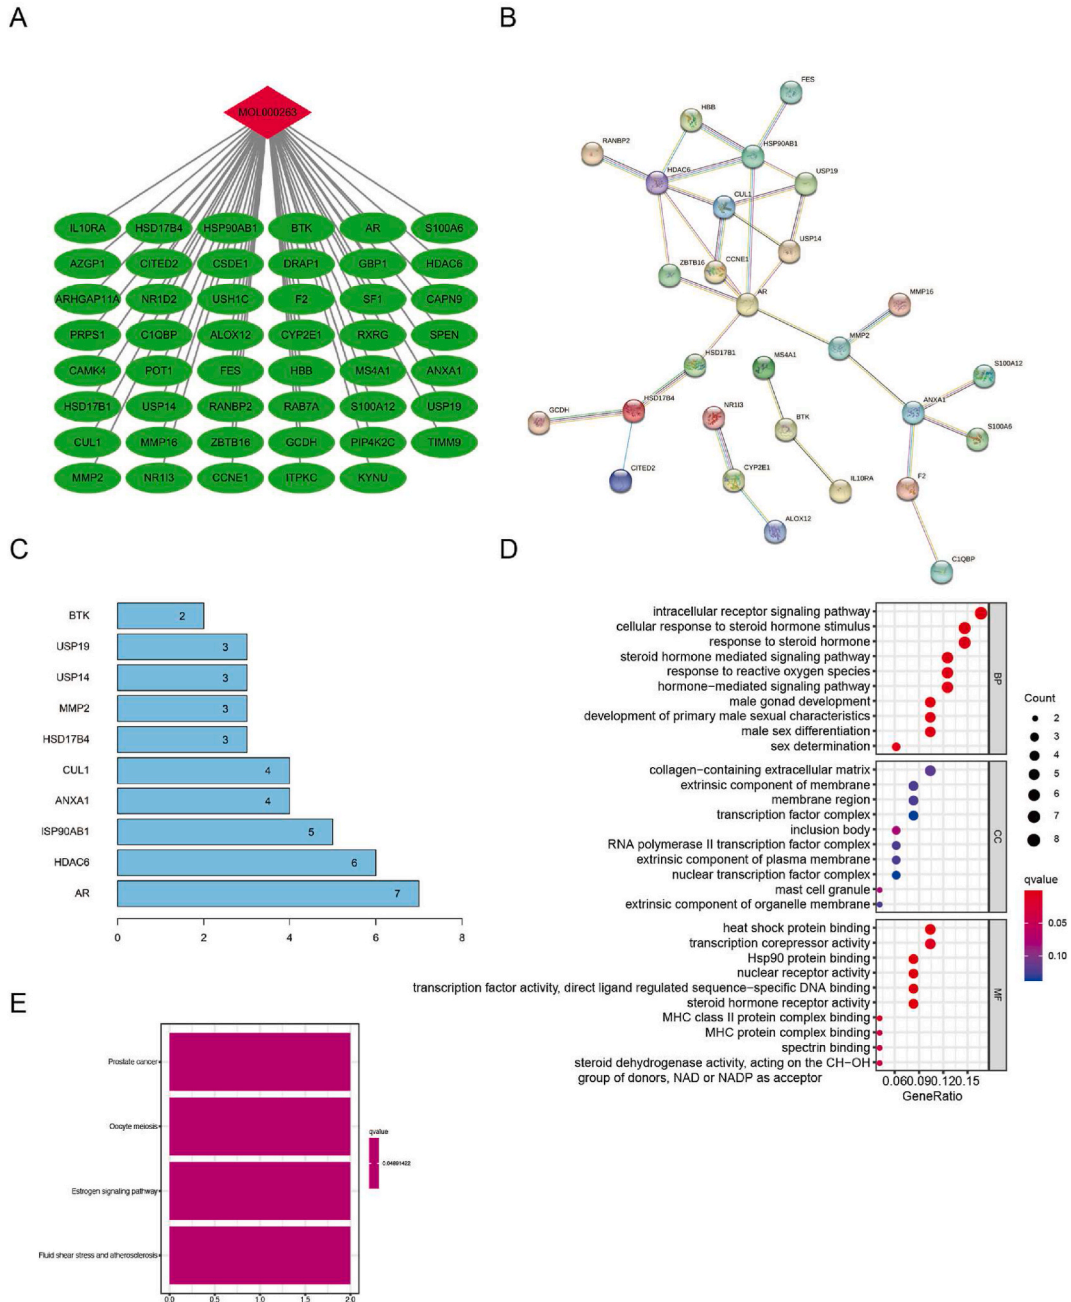 A
B
MOL000263
IL10RA HSD17B4 HSP90AB1 BTK AR S100A6
AZGP1 CITED2 CSDE1 DRAP1 GBP1 HDAC6
ARHGAP11A NR1D2 USH1C F2 SF1 CAPN9
PRPS1 C1QBP ALOX12 CYP2E1 RXRG SPEN
CAMK4 POT1 FES HBB MS4A1 ANXA1
HSD17B1 USP14 RANBP2 RAB7A S100A12 USP19
CUL1 MMP16 ZBTB16 GCDH PIP4K2C TIMM9
MMP2 NR1I3 CCNE1 ITPKC KYNU
FES
HBB
RANBP2
HSP90AB1
HDAC6
USP19
CUL1
USP14
ZBTB16
CCNE1
AR
MMP16
MMP2
HSD17B1
MS4A1
S100A12
HSD17B4
ANXA1
GCDH
NR1I3
BTK
S100A6
CITED2
CYP2E1
IL10RA
F2
ALOX12
C1QBP
C
BTK 2
USP19 3
USP14 3
MMP2 3
HSD17B4 3
CUL1 4
ANXA1 4
ISP90AB1 5
HDAC6 6
AR 7
0 2 4 6 8
D
intracellular receptor signaling pathway
cellular response to steroid hormone stimulus
response to steroid hormone
steroid hormone mediated signaling pathway
response to reactive oxygen species
hormone−mediated signaling pathway
male gonad development
development of primary male sexual characteristics
male sex differentiation
sex determination
BP
collagen−containing extracellular matrix
extrinsic component of membrane
membrane region
transcription factor complex
inclusion body
RNA polymerase II transcription factor complex
extrinsic component of plasma membrane
nuclear transcription factor complex
mast cell granule
extrinsic component of organelle membrane
CC
heat shock protein binding
transcription corepressor activity
Hsp90 protein binding
nuclear receptor activity
transcription factor activity, direct ligand regulated sequence−specific DNA binding
steroid hormone receptor activity
MHC class II protein complex binding
MHC protein complex binding
spectrin binding
steroid dehydrogenase activity, acting on the CH−OH
group of donors, NAD or NADP as acceptor
MF
0.060.090.120.15
GeneRatio
Count
2
3
4
5
6
7
8
qvalue
0.05
0.10
E
Prostate cancer
Oocyte meiosis
Estrogen signaling pathway
Fluid shear stress and atherosclerosis
0.0 0.5 1.0 1.5 2.0
qvalue
0.04891422